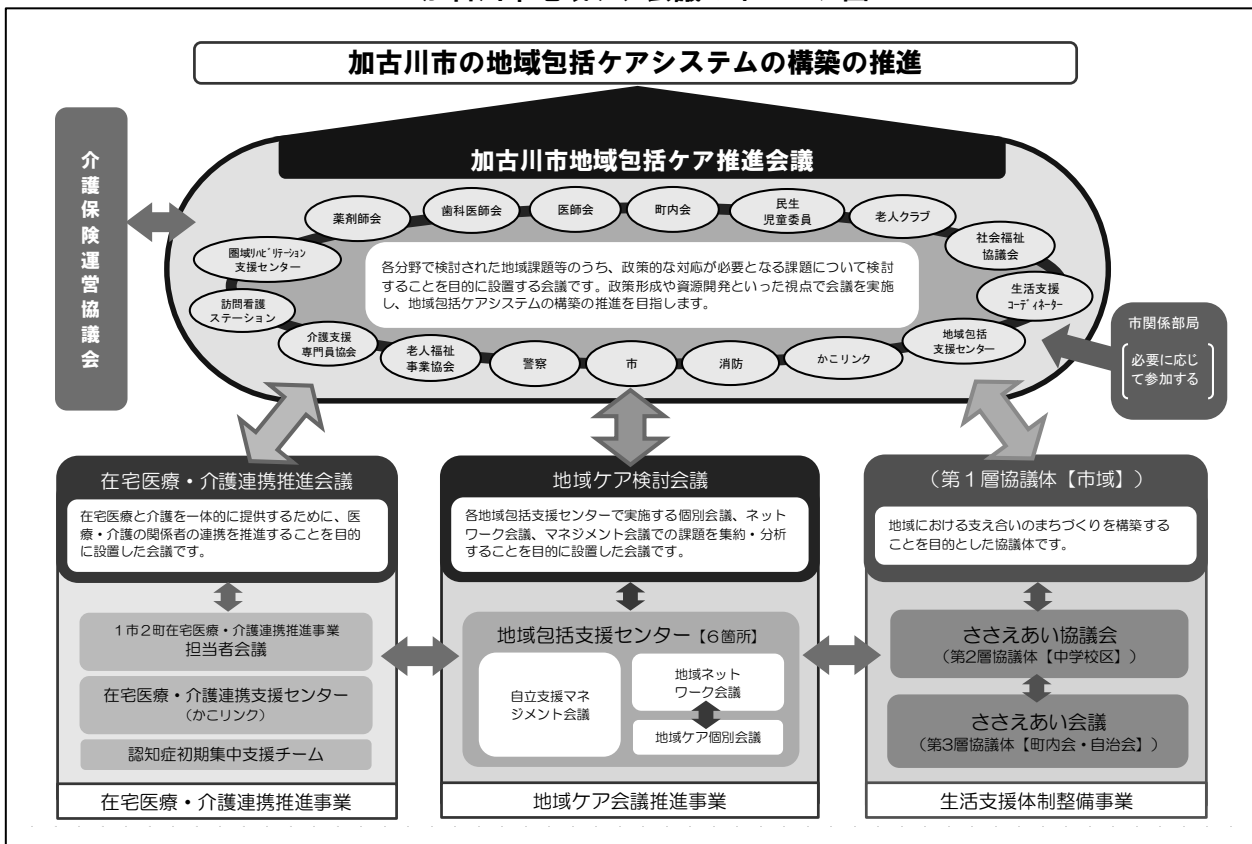 加古川市の地域包括ケアシステムの構築の推進
介護保険運営協議会
加古川市地域包括ケア推進会議
薬剤師会
歯科医師会
医師会
町内会
民生
児童委員
老人クラブ
社会福祉
協議会
生活支援
ｺｰﾃﾞｨﾈｰﾀｰ
地域包括
支援センター
かこリンク
消防
市
警察
老人福祉
事業協会
介護支援
専門員協会
訪問看護
ステーション
圏域ﾘﾊﾋﾞﾘﾃｰｼｮﾝ
支援センター
各分野で検討された地域課題等のうち、政策的な対応が必要となる課題について検討
することを目的に設置する会議です。政策形成や資源開発といった視点で会議を実施
し、地域包括ケアシステムの構築の推進を目指します。
市関係部局
必要に応じ
て参加する
在宅医療・介護連携推進会議
在宅医療と介護を一体的に提供するために、医
療・介護の関係者の連携を推進することを目的
に設置した会議です。
1市2町在宅医療・介護連携推進事業
担当者会議
在宅医療・介護連携支援センター
（かこリンク）
認知症初期集中支援チーム
在宅医療・介護連携推進事業
地域ケア検討会議
各地域包括支援センターで実施する個別会議、ネット
ワーク会議、マネジメント会議での課題を集約・分析
することを目的に設置した会議です。
地域包括支援センター【6箇所】
自立支援マネ
ジメント会議
地域ネット
ワーク会議
地域ケア個別会議
地域ケア会議推進事業
（第1層協議体【市域】）
地域における支え合いのまちづくりを構築する
ことを目的とした協議体です。
ささえあい協議会
（第2層協議体【中学校区】）
ささえあい会議
（第3層協議体【町内会・自治会】）
生活支援体制整備事業